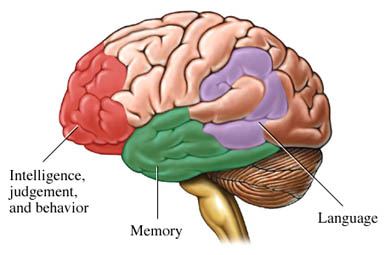 Intelligence,
judgement,
and behavior
Memory
Language